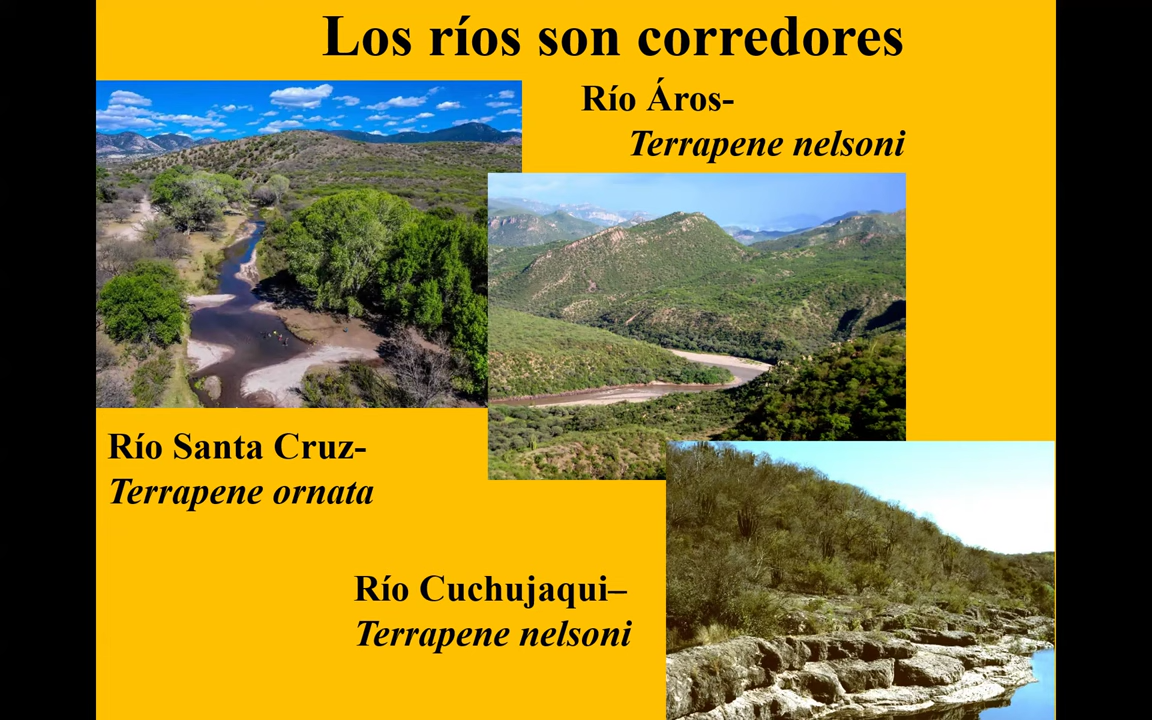 Los ríos son corredores
Río Áros-
Terrapene nelsoni
Río Santa Cruz-
Terrapene ornata
Río Cuchujaqui–
Terrapene nelsoni